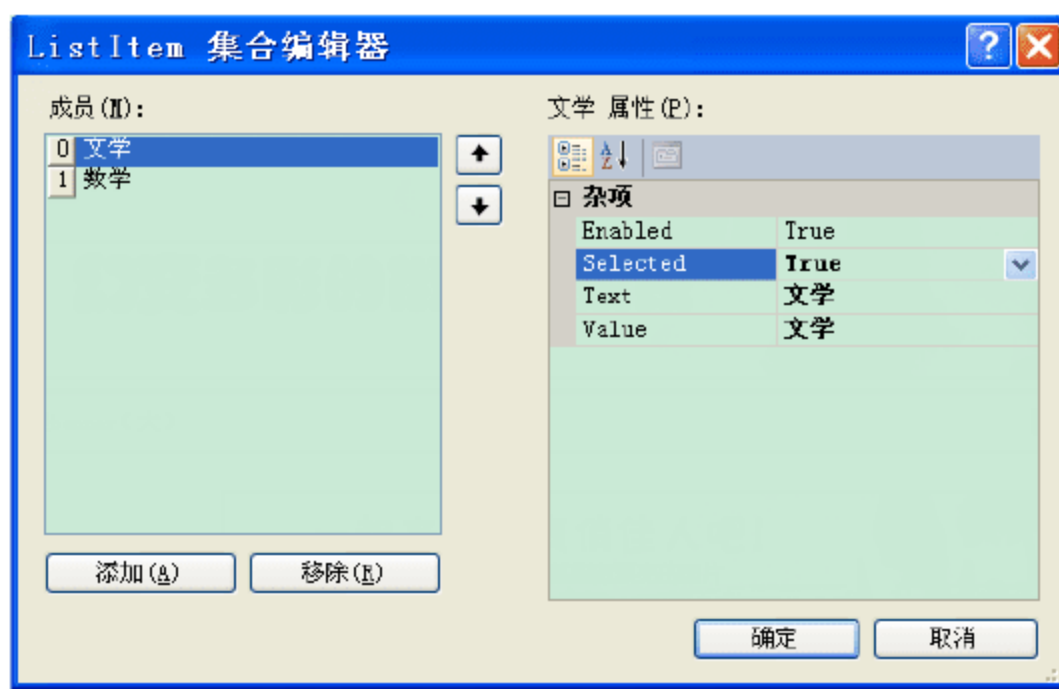 ListItem 集合编辑器
成员(M):
0 文学
1 数学
添加(A) 移除(R)
文学 属性(P):
杂项
Enabled True
Selected True
Text 文学
Value 文学
确定 取消